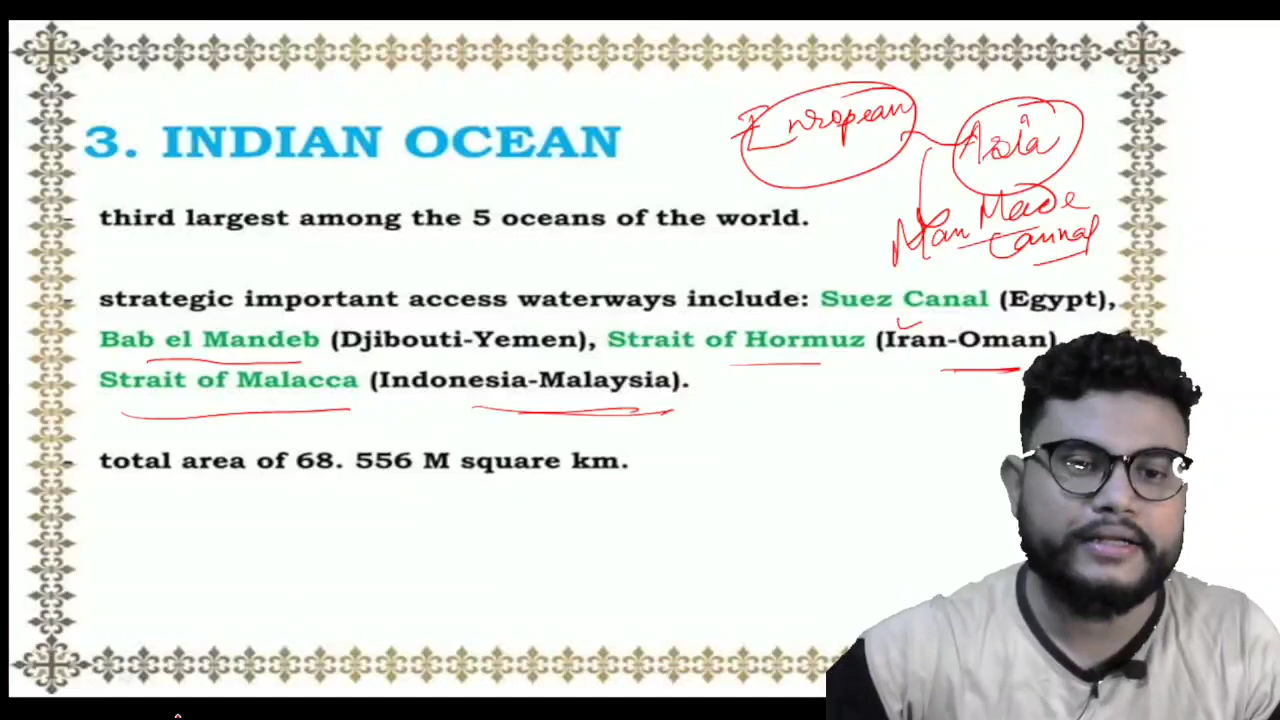 3. INDIAN OCEAN
European Asia
Man Made
Cannal
- third largest among the 5 oceans of the world.
- strategic important access waterways include: Suez Canal (Egypt),
Bab el Mandeb (Djibouti-Yemen), Strait of Hormuz (Iran-Oman)
Strait of Malacca (Indonesia-Malaysia).
- total area of 68. 556 M square km.